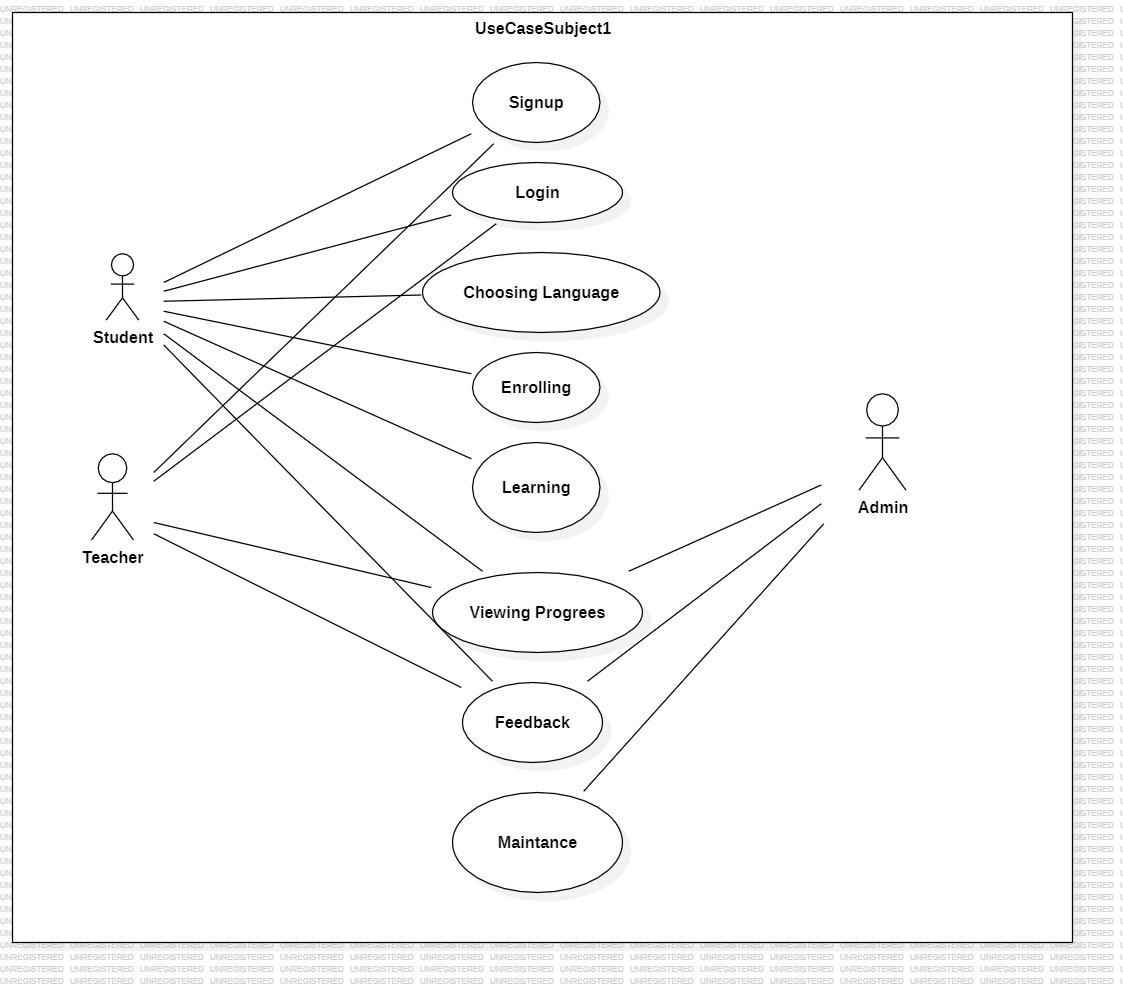 UseCaseSubject1
Signup
Login
Choosing Language
Student
Enrolling
Learning
Admin
Teacher
Viewing Progrees
Feedback
Maintance
UNREGISTERED UNREGISTERED UNREGISTERED UNREGISTERED UNREGISTERED UNREGISTERED UNREGISTERED UNREGISTERED UNREGISTERED UNREGISTERED UNREGISTERED UNREGISTERED UNREGISTERED UNREGISTERED UNREGISTERED UNREGISTERED